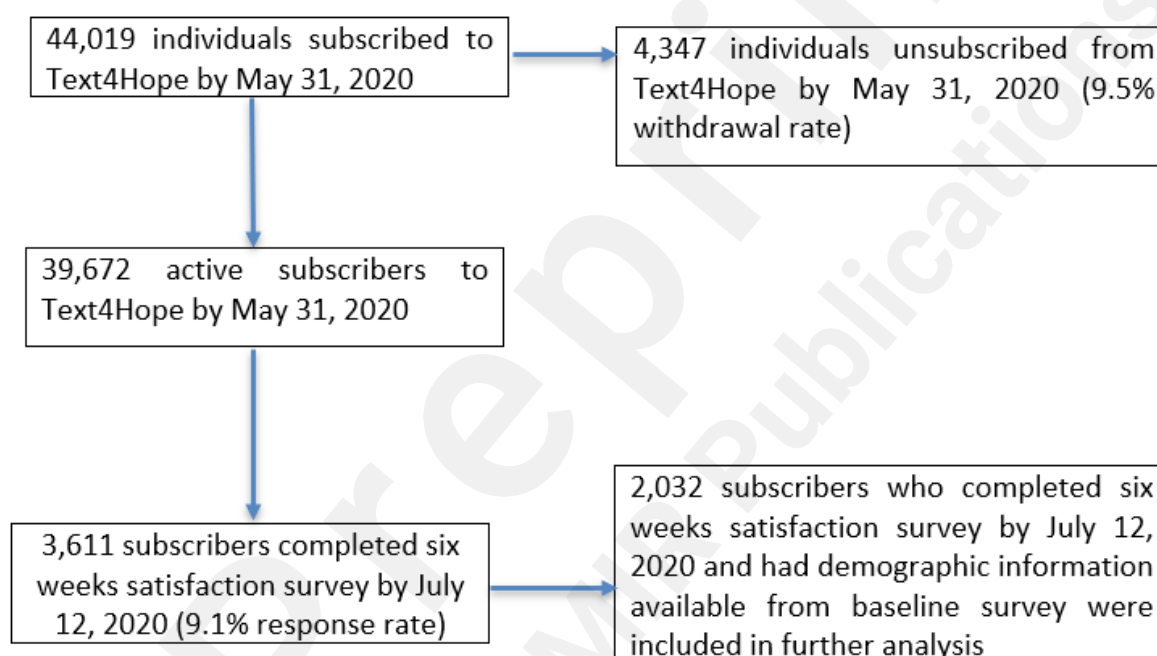 44,019 individuals subscribed to
Text4Hope by May 31, 2020
4,347 individuals unsubscribed from
Text4Hope by May 31, 2020 (9.5%
withdrawal rate)
39,672 active subscribers to
Text4Hope by May 31, 2020
3,611 subscribers completed six
weeks satisfaction survey by July
12, 2020 (9.1% response rate)
2,032 subscribers who completed six
weeks satisfaction survey by July 12,
2020 and had demographic information
available from baseline survey were
included in further analysis
Preprint
JMIR Publications